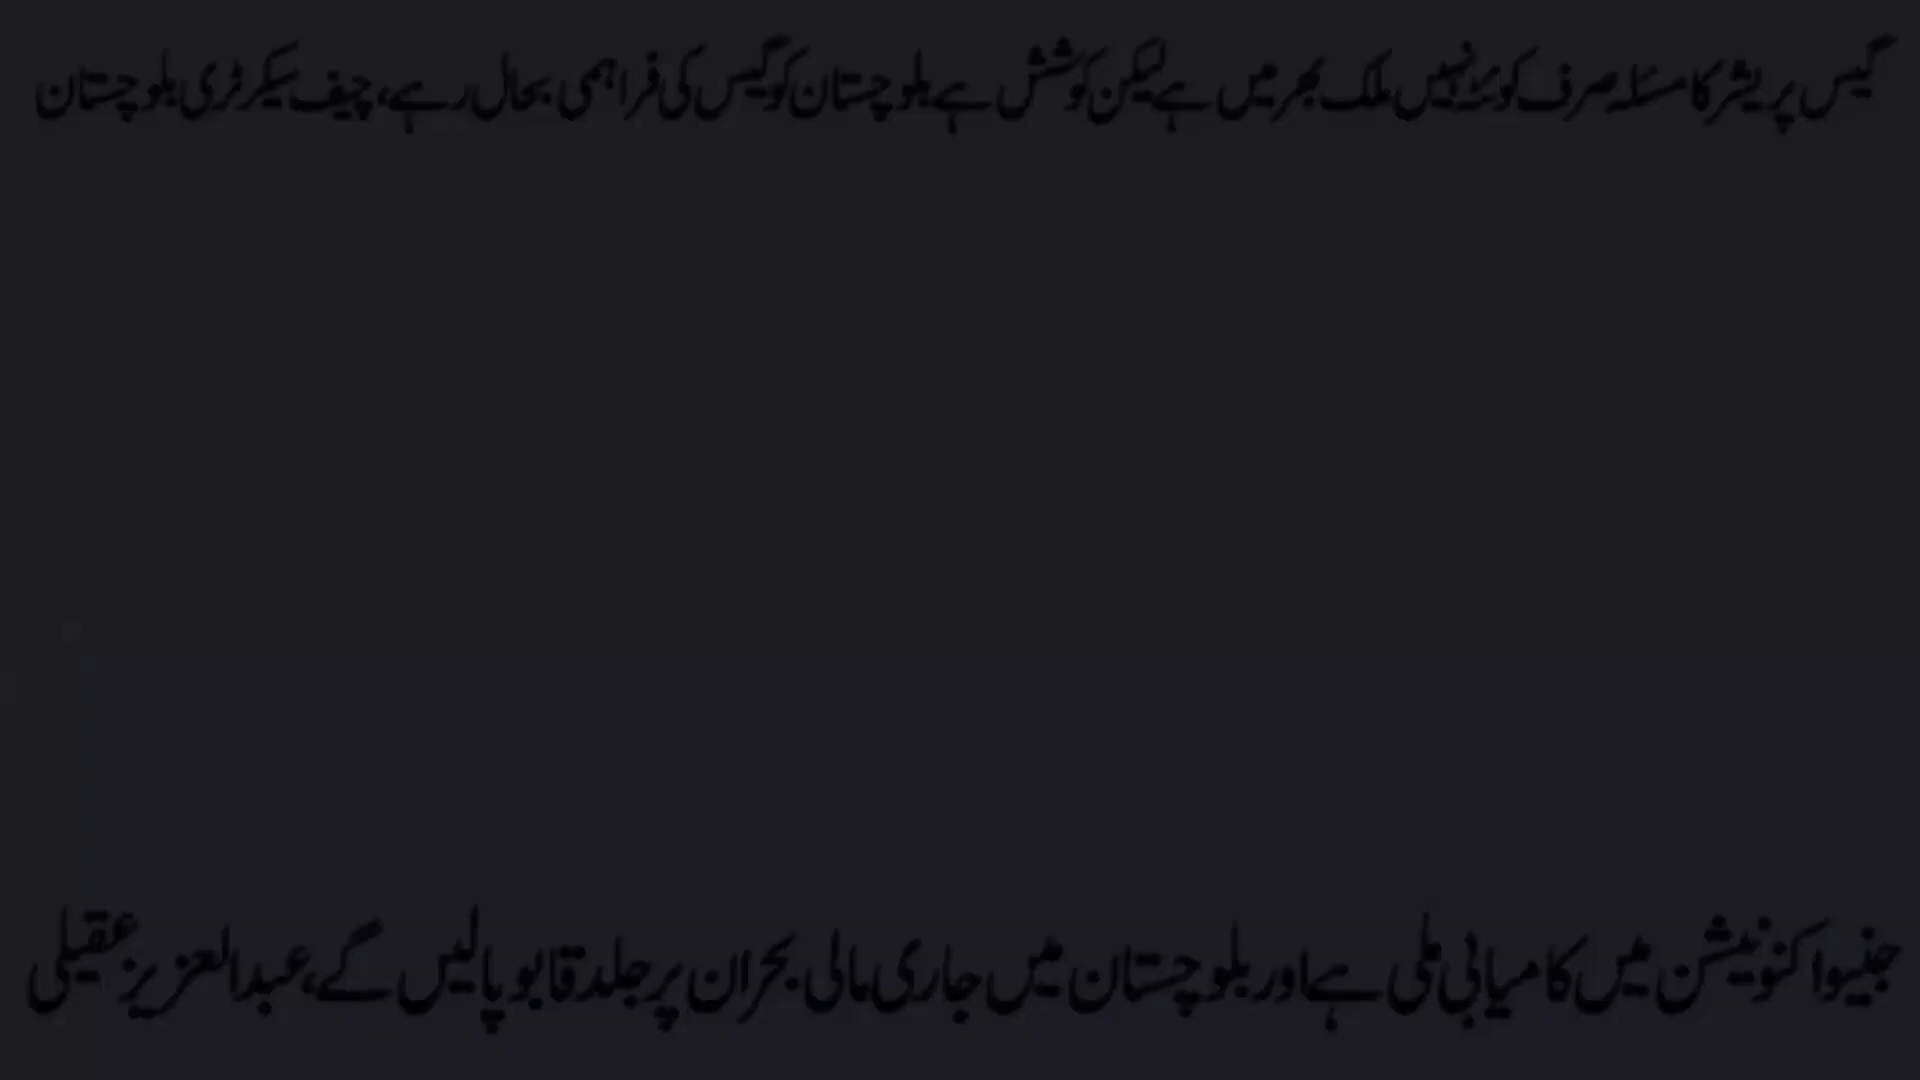 گیس پریشر کا مسئلہ صرف کوئٹہ نہیں ملک بھر میں ہے لیکن کوشش ہے بلوچستان کو گیس کی فراہمی بحال رہے، چیف سیکرٹری بلوچستان
جنیوا کنونیشن میں کامیابی ملی ہے اور بلوچستان میں جاری مالی بحران پر جلد قابو پالیں گے، عبدالعزیز عقیلی